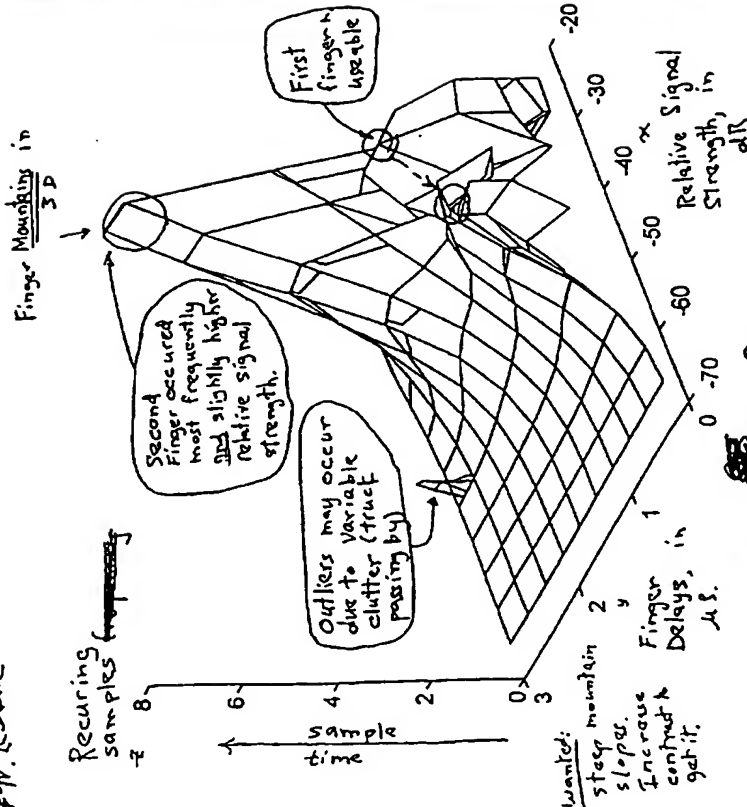 Finger Mountains in
3D
Recuring
samples
z
Second
Finger occured
most frequently
and slightly higher
relative signal
strength.
First
finger
useable
Outliers may occur
due to variable
clutter (truck
passing by)
8
6
4
2
0
sample
time
3
2
1
0
y
Finger
Delays, in
μs.
-70
-60
-50
-40
-30
-20
x
Relative Signal
Strength, in
dB
Wanted:
steep mountain
slopes.
Increase
contrast &
get it.